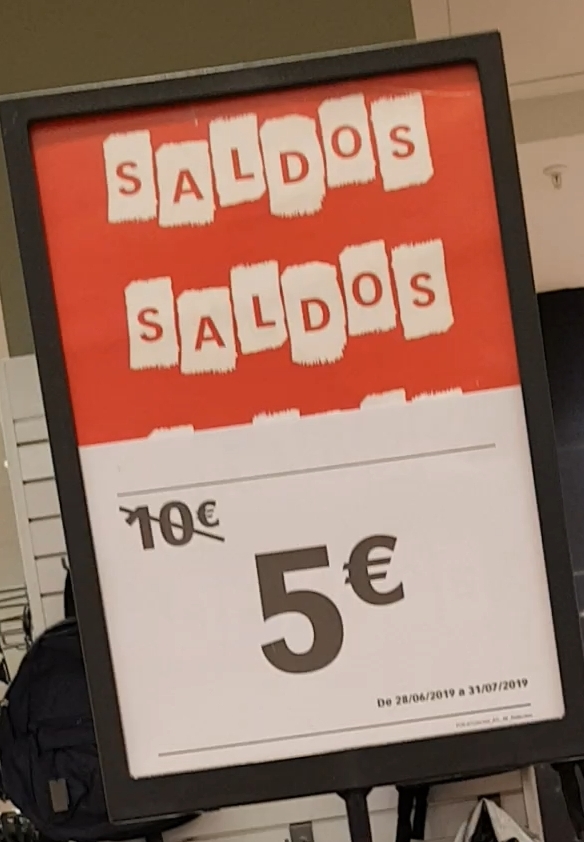 SALDOS
SALDOS
10€
5€
De 28/06/2019 a 31/07/2019